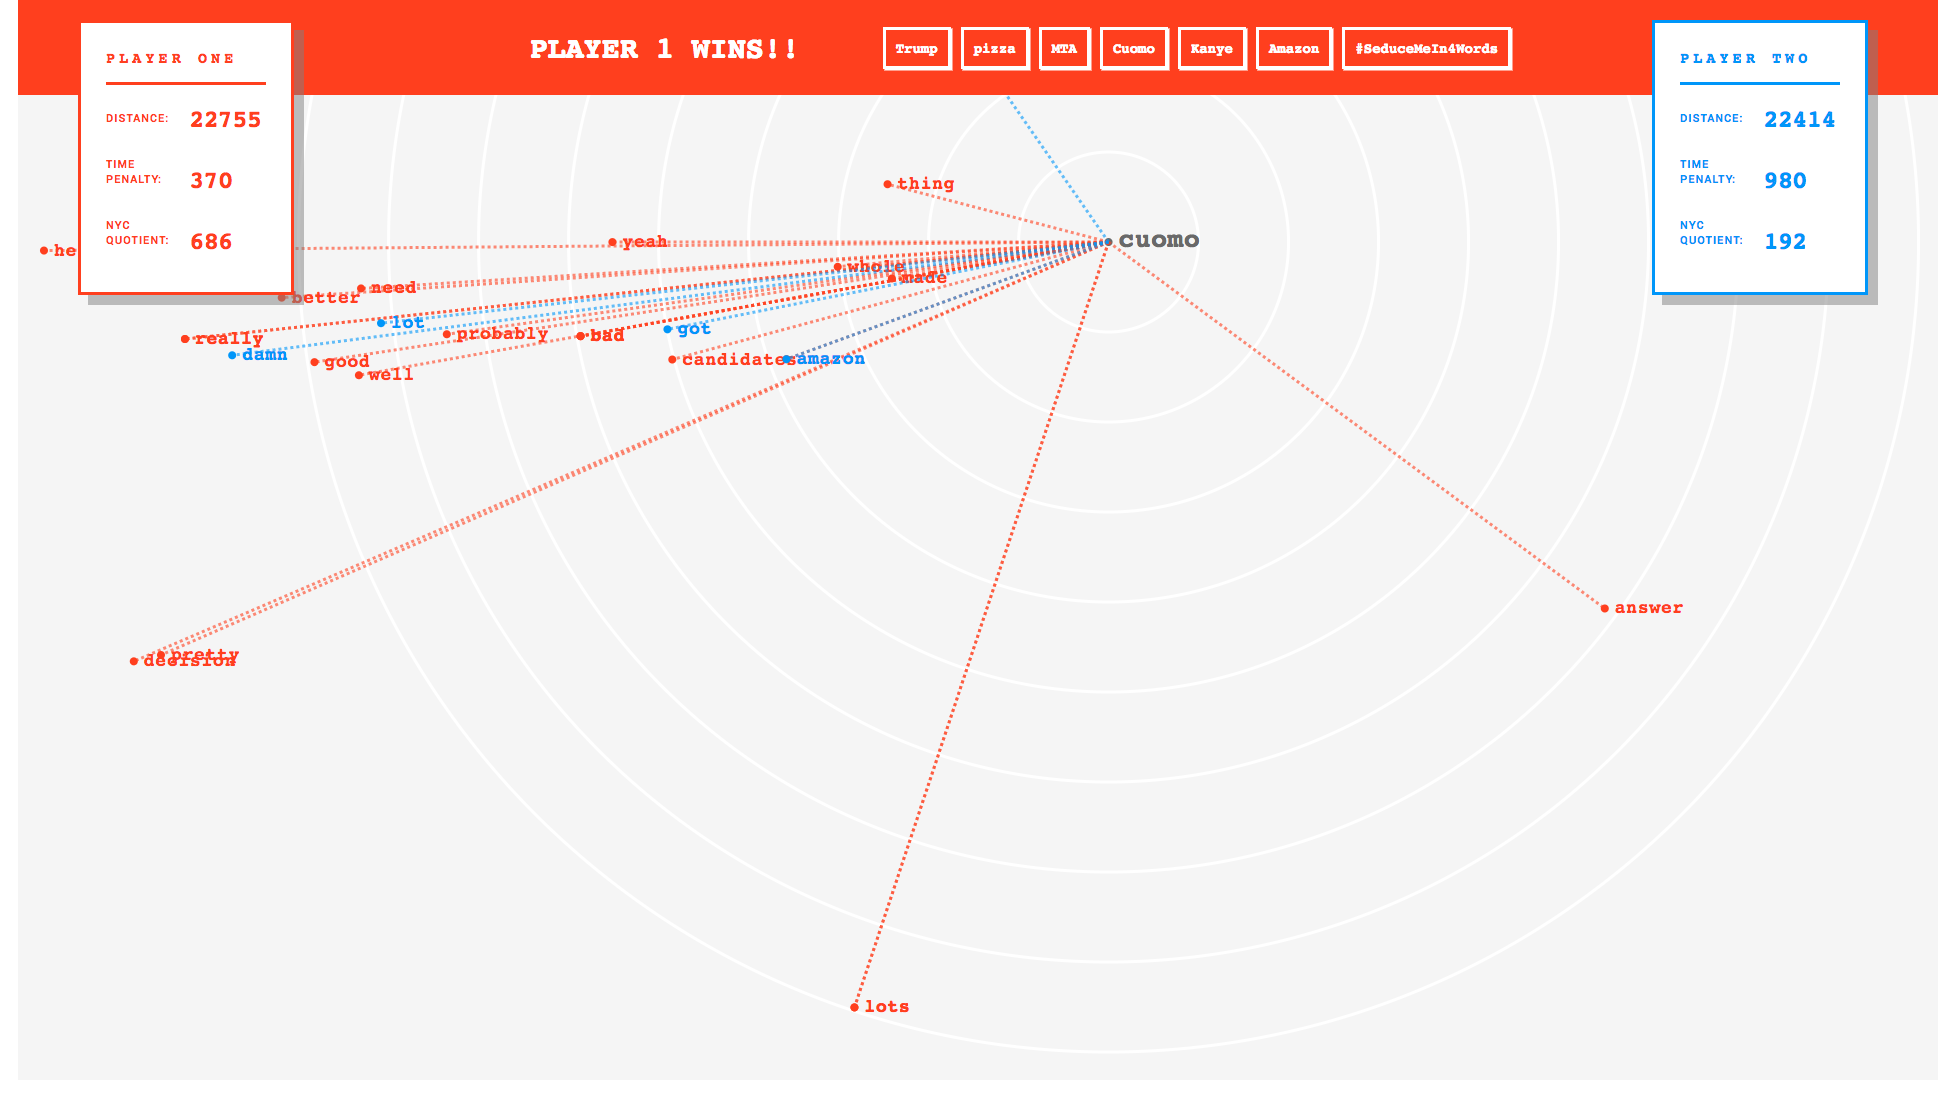 PLAYER ONE
DISTANCE: 22755
TIME PENALTY: 370
NYC QUOTIENT: 686
PLAYER 1 WINS!!
Trump
pizza
MTA
Cuomo
Kanye
Amazon
#SeduceMeIn4Words
PLAYER TWO
DISTANCE: 22414
TIME PENALTY: 980
NYC QUOTIENT: 192
thing
cuomo
yeah
he
whole
made
need
better
lot
got
really
probably
bad
damn
good
candidates
amazon
well
answer
pretty
decision
lots